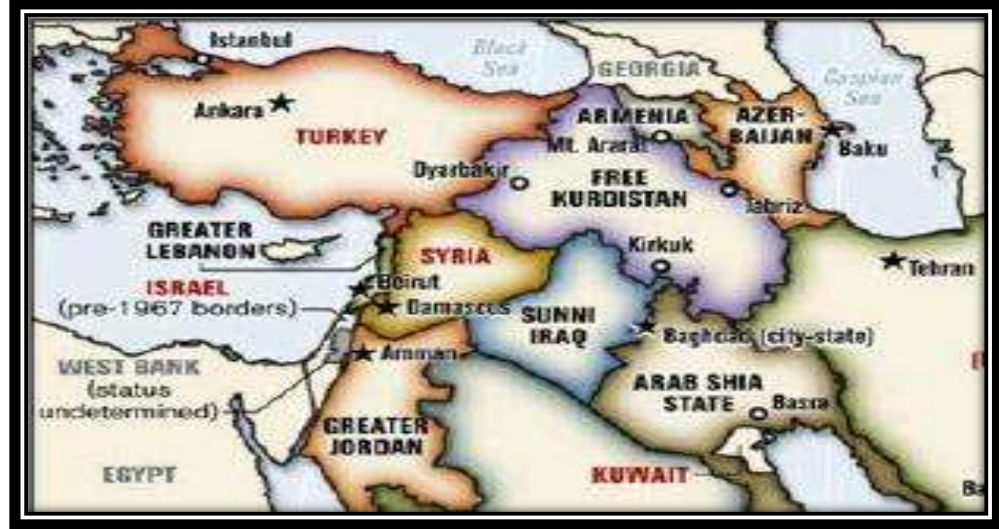 Istanbul
Black
Sea
GEORGIA
Caspian
Sea
Ankara
TURKEY
ARMENIA
AZER-
BAIJAN
Mt. Ararat
Baku
Dyarbakir
FREE
KURDISTAN
Tabriz
GREATER
LEBANON
SYRIA
Kirkuk
Tehran
ISRAEL
(pre-1967 borders)
Beirut
Damascus
SUNNI
IRAQ
Baghdad (city-state)
WEST BANK
(status
undetermined)
Amman
ARAB SHIA
STATE
Basra
GREATER
JORDAN
EGYPT
KUWAIT
Ba